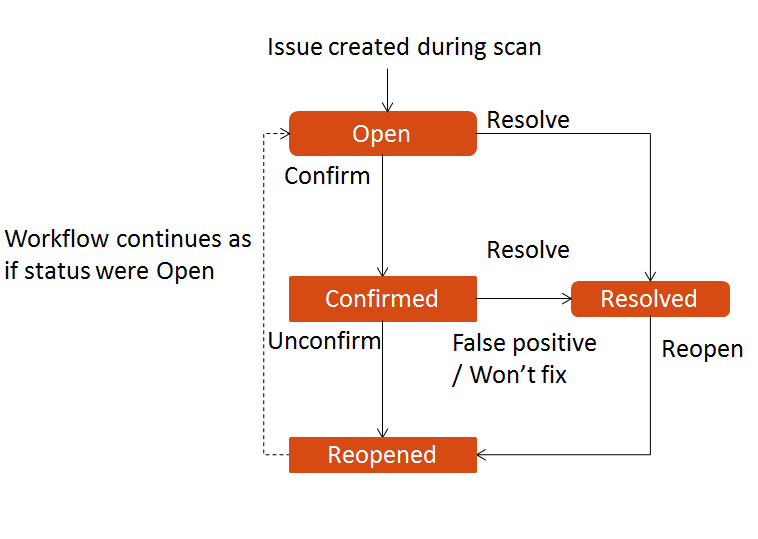 Issue created during scan
Open
Resolve
Confirm
Workflow continues as
if status were Open
Resolve
Confirmed
Resolved
Unconfirm
False positive
/ Won’t fix
Reopen
Reopened